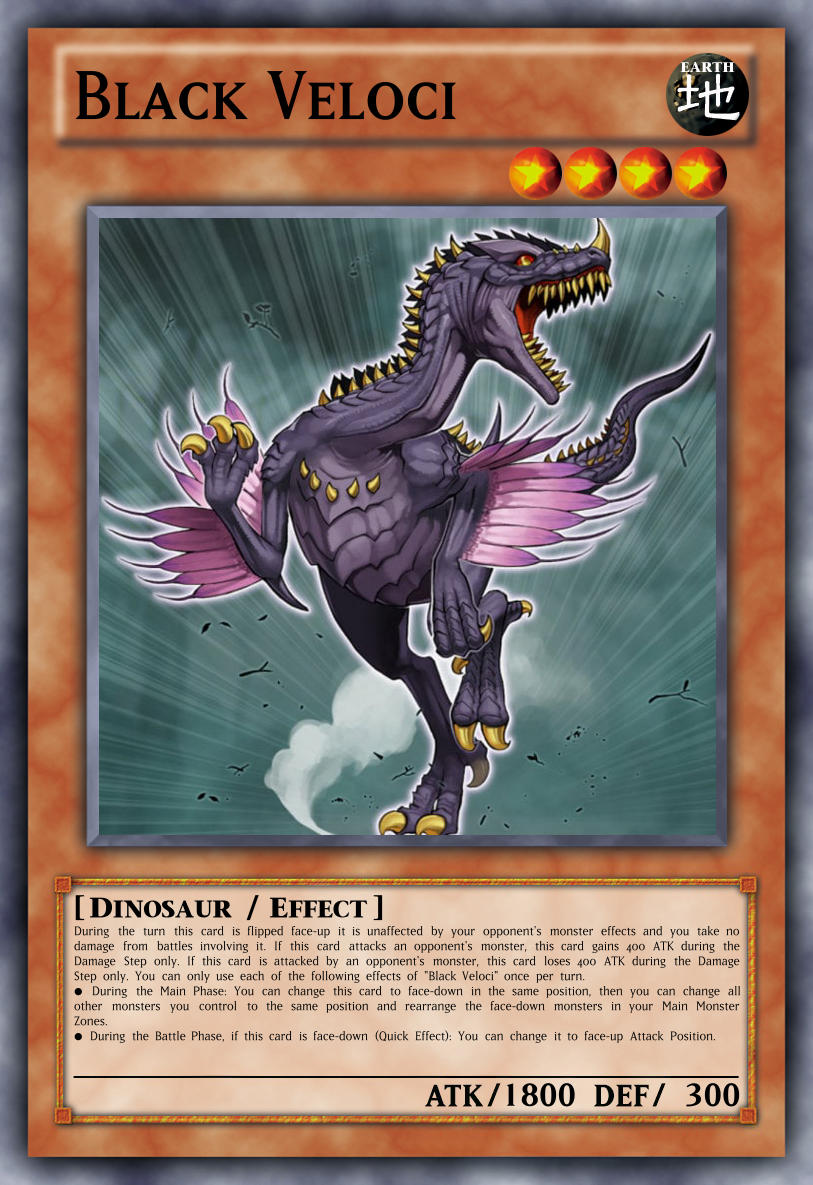 Black Veloci
EARTH
地
[ Dinosaur / Effect ]
During the turn this card is flipped face-up it is unaffected by your opponent's monster effects and you take no
damage from battles involving it. If this card attacks an opponent's monster, this card gains 400 ATK during the
Damage Step only. If this card is attacked by an opponent's monster, this card loses 400 ATK during the Damage
Step only. You can only use each of the following effects of "Black Veloci" once per turn.
● During the Main Phase: You can change this card to face-down in the same position, then you can change all
other monsters you control to the same position and rearrange the face-down monsters in your Main Monster
Zones.
● During the Battle Phase, if this card is face-down (Quick Effect): You can change it to face-up Attack Position.
ATK/1800 DEF/ 300